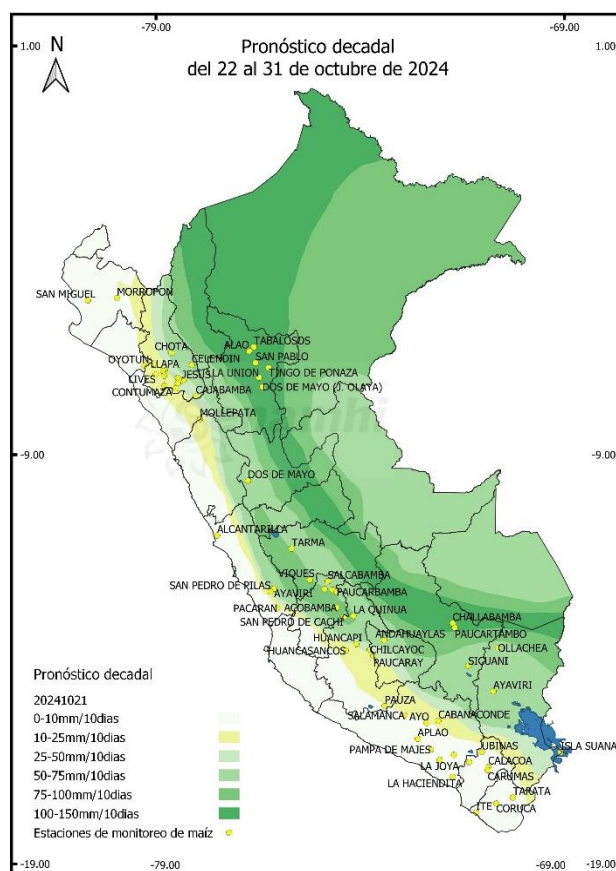 -79.00
-69.00
1.00
1.00
N
Pronóstico decadal
del 22 al 31 de octubre de 2024
SAN MIGUEL
MORROPON
CHOTA
ALAO
TABALOSOS
OYOTUN
LLAPA
CELENDIN
SAN PABLO
LIVES
JESUS
LA UNION
TINGO DE PONAZA
CONTUMAZA
CAJABAMBA
DOS DE MAYO (J. OLAYA)
MOLLEPATA
-9.00
-9.00
DOS DE MAYO
ALCANTARILLA
TARMA
VIQUES
SALCABAMBA
SAN PEDRO DE PILAS
AYAVIRI
PAUCARBAMBA
PACARAN
ACOBAMBA
LA QUINUA
SAN PEDRO DE CACHI
CHALLABAMBA
PAUCARTAMBO
HUANCAPI
ANDAHUAYLAS
OLLACHEA
HUANCASANCOS
CHILCAYOC
PAUCARAY
SIGUANI
AYAVIRI
PAUZA
SALAMANCA
AYO
CABANACONDE
APLAO
PAMPA DE MAJES
UBINAS
ISLA SUANA
LA JOYA
CALACOA
CARUMAS
LA HACIENDITA
TARATA
ITE
CORUCA
Pronóstico decadal
20241021
0-10mm/10dias
10-25mm/10dias
25-50mm/10dias
50-75mm/10dias
75-100mm/10dias
100-150mm/10dias
Estaciones de monitoreo de maíz
-19.00
-79.00
-69.00
-19.00